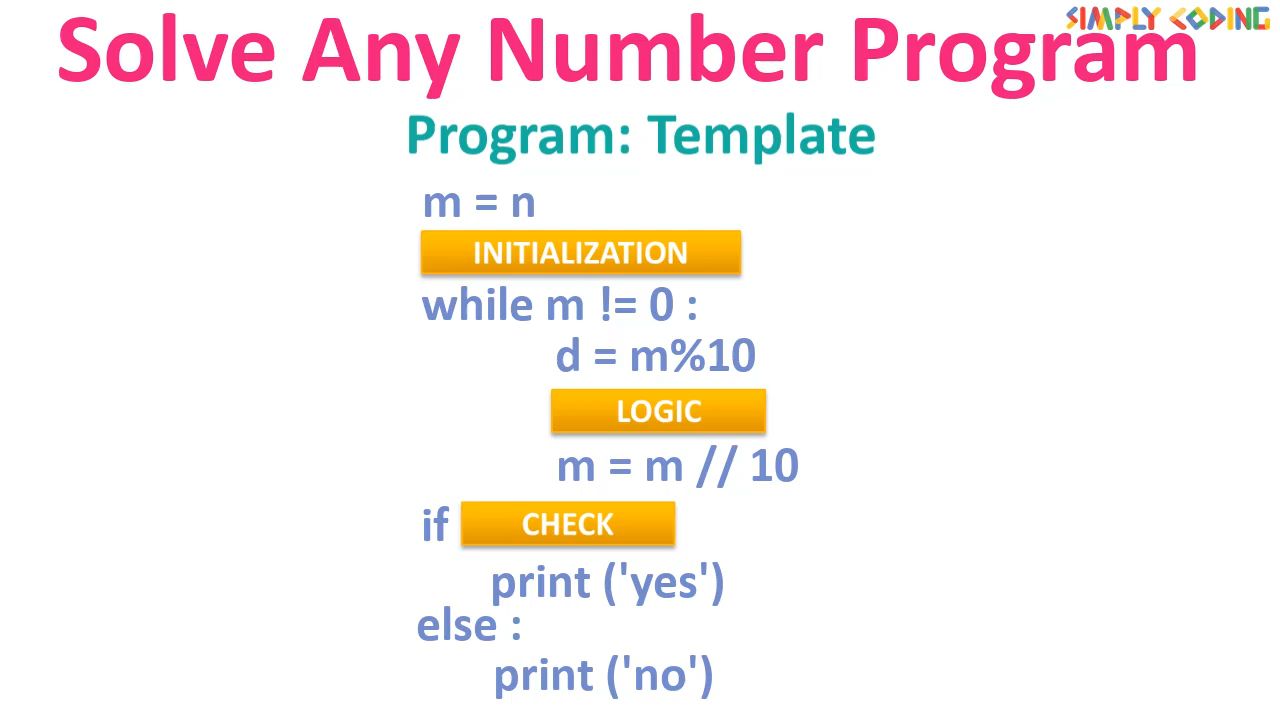 SIMPLY CODING
Solve Any Number Program
Program: Template
m = n
INITIALIZATION
while m != 0 :
d = m%10
LOGIC
m = m // 10
if CHECK
print ('yes')
else :
print ('no')